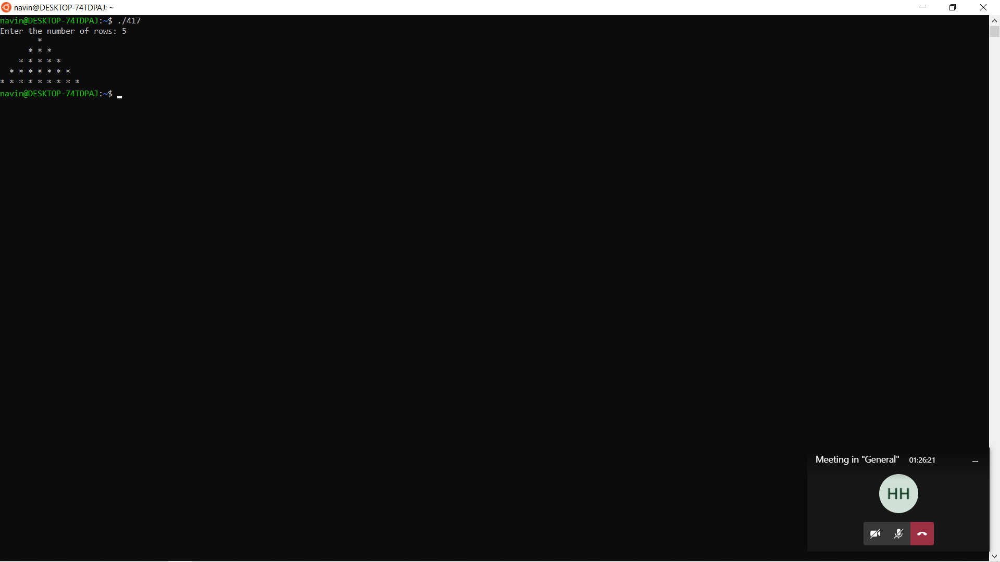 navin@DESKTOP-74TDPAJ: ~
navin@DESKTOP-74TDPAJ:~$ ./417
Enter the number of rows: 5
        *
      * * *
    * * * * *
  * * * * * * *
* * * * * * * * *
navin@DESKTOP-74TDPAJ:~$
Meeting in "General" 01:26:21
HH